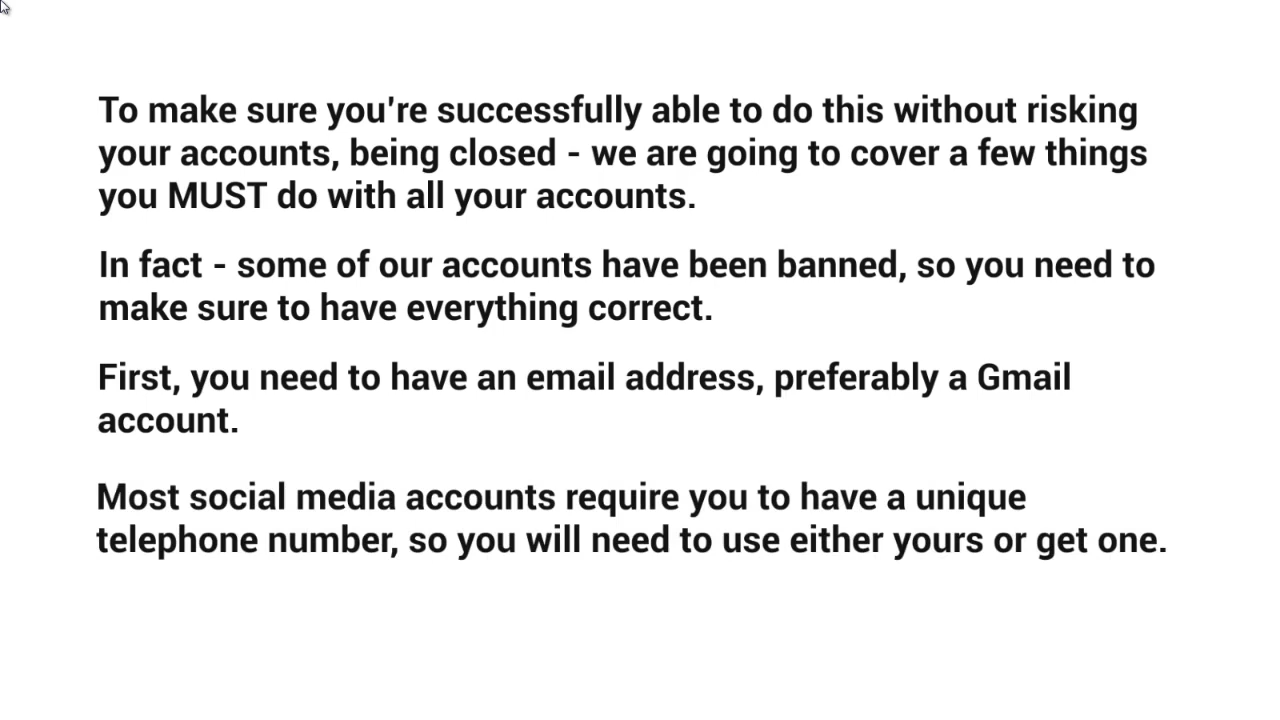 To make sure you're successfully able to do this without risking
your accounts, being closed - we are going to cover a few things
you MUST do with all your accounts.
In fact - some of our accounts have been banned, so you need to
make sure to have everything correct.
First, you need to have an email address, preferably a Gmail
account.
Most social media accounts require you to have a unique
telephone number, so you will need to use either yours or get one.